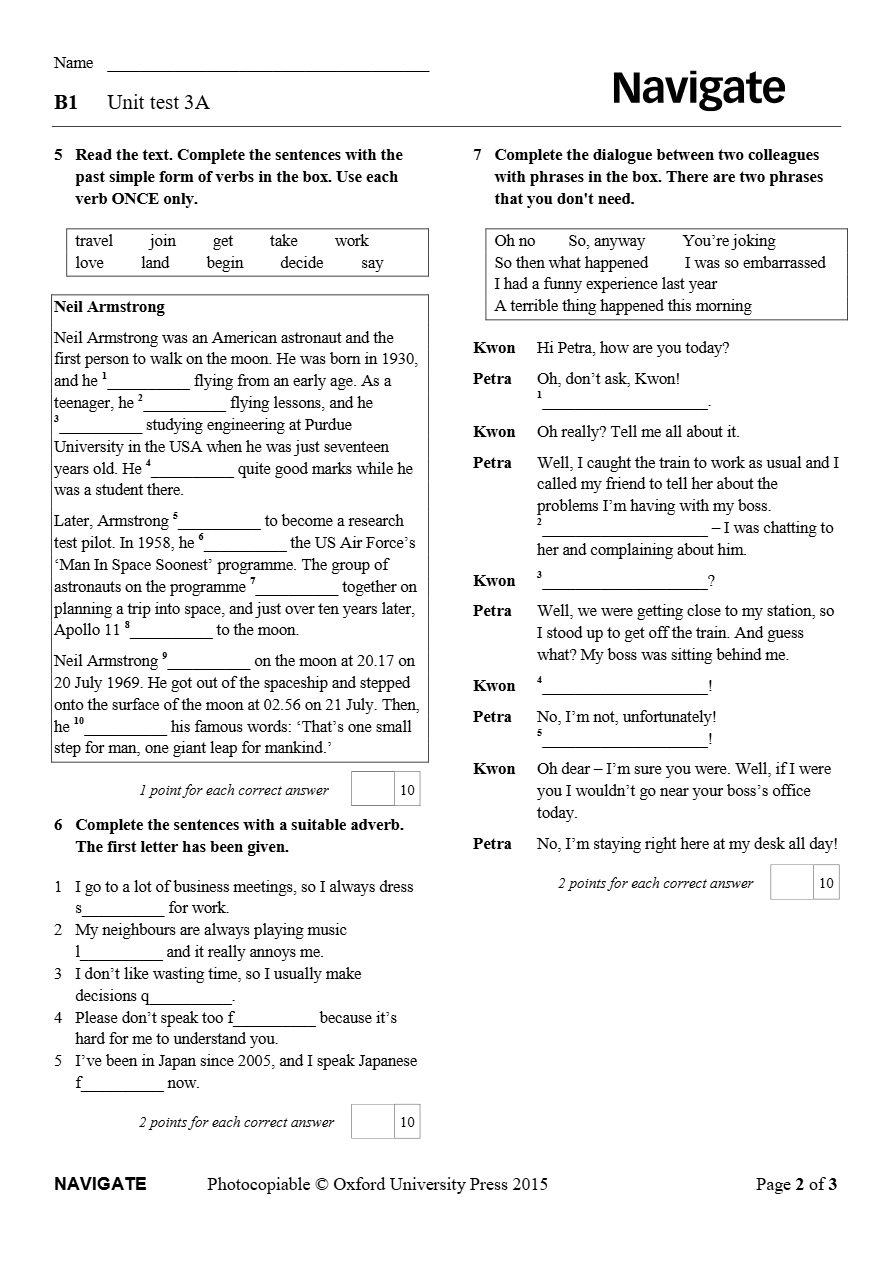 Name ____________________________________
Navigate
B1 Unit test 3A
5 Read the text. Complete the sentences with the
past simple form of verbs in the box. Use each
verb ONCE only.
travel join get take work
love land begin decide say
Neil Armstrong
Neil Armstrong was an American astronaut and the
first person to walk on the moon. He was born in 1930,
and he 1__________ flying from an early age. As a
teenager, he 2__________ flying lessons, and he
3__________ studying engineering at Purdue
University in the USA when he was just seventeen
years old. He 4__________ quite good marks while he
was a student there.
Later, Armstrong 5__________ to become a research
test pilot. In 1958, he 6__________ the US Air Force’s
‘Man In Space Soonest’ programme. The group of
astronauts on the programme 7__________ together on
planning a trip into space, and just over ten years later,
Apollo 11 8__________ to the moon.
Neil Armstrong 9__________ on the moon at 20.17 on
20 July 1969. He got out of the spaceship and stepped
onto the surface of the moon at 02.56 on 21 July. Then,
he 10__________ his famous words: ‘That’s one small
step for man, one giant leap for mankind.’
1 point for each correct answer 10
6 Complete the sentences with a suitable adverb.
The first letter has been given.
1 I go to a lot of business meetings, so I always dress
s__________ for work.
2 My neighbours are always playing music
l__________ and it really annoys me.
3 I don’t like wasting time, so I usually make
decisions q__________.
4 Please don’t speak too f__________ because it’s
hard for me to understand you.
5 I’ve been in Japan since 2005, and I speak Japanese
f__________ now.
2 points for each correct answer 10
7 Complete the dialogue between two colleagues
with phrases in the box. There are two phrases
that you don't need.
Oh no So, anyway You’re joking
So then what happened I was so embarrassed
I had a funny experience last year
A terrible thing happened this morning
Kwon Hi Petra, how are you today?
Petra Oh, don’t ask, Kwon!
1____________________.
Kwon Oh really? Tell me all about it.
Petra Well, I caught the train to work as usual and I
called my friend to tell her about the
problems I’m having with my boss.
2____________________ – I was chatting to
her and complaining about him.
Kwon 3____________________?
Petra Well, we were getting close to my station, so
I stood up to get off the train. And guess
what? My boss was sitting behind me.
Kwon 4____________________!
Petra No, I’m not, unfortunately!
5____________________!
Kwon Oh dear – I’m sure you were. Well, if I were
you I wouldn’t go near your boss’s office
today.
Petra No, I’m staying right here at my desk all day!
2 points for each correct answer 10
NAVIGATE Photocopiable © Oxford University Press 2015 Page 2 of 3